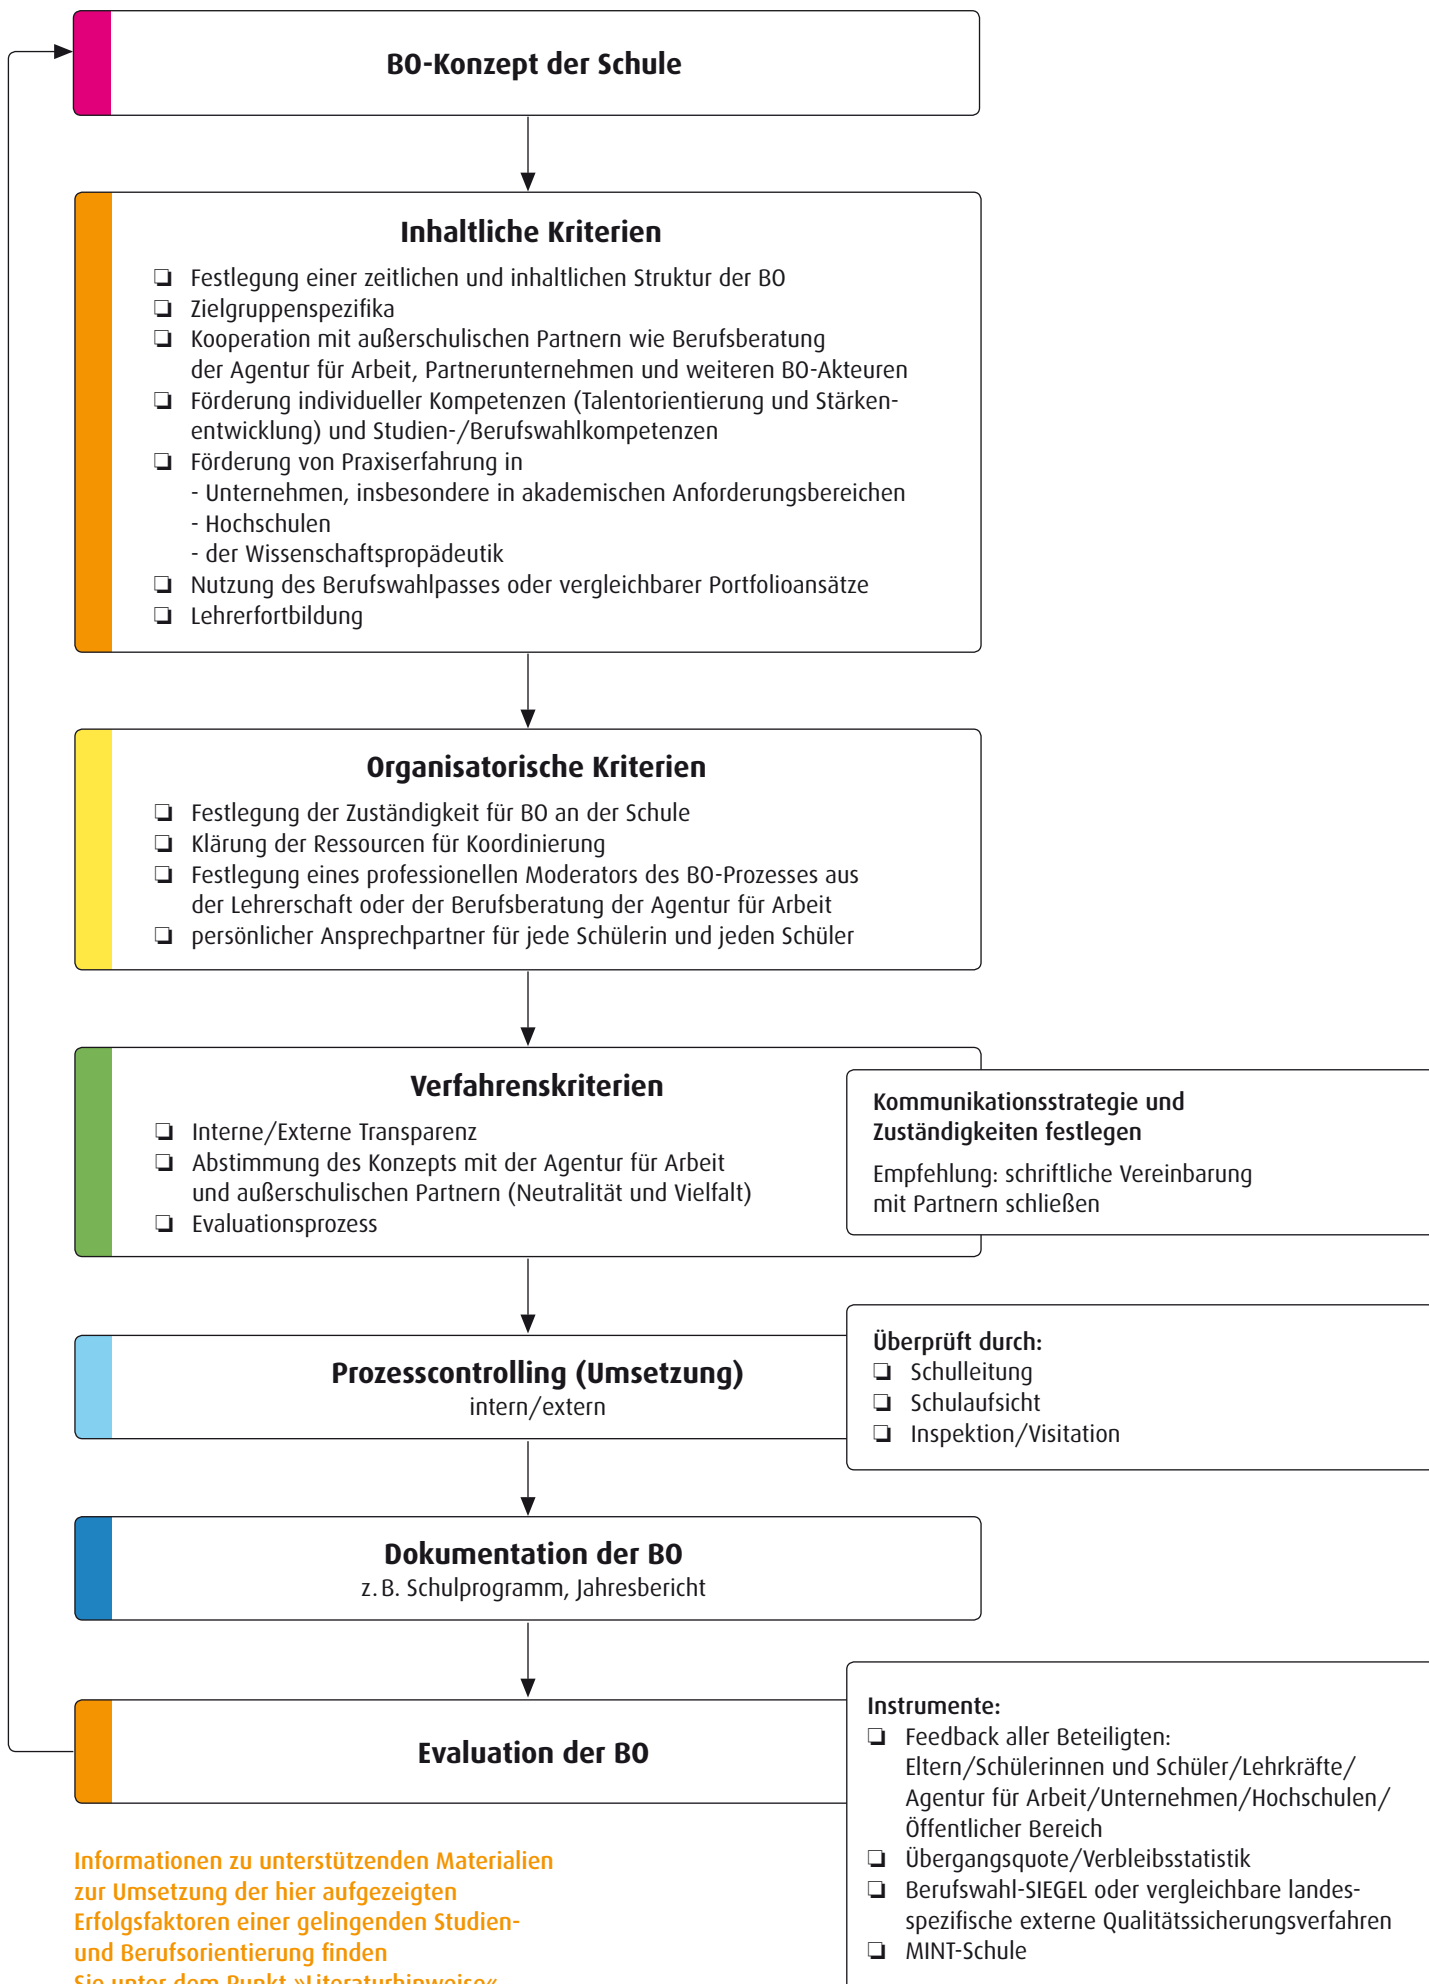 BO-Konzept der Schule
Inhaltliche Kriterien
❏ Festlegung einer zeitlichen und inhaltlichen Struktur der BO
❏ Zielgruppenspezifika
❏ Kooperation mit außerschulischen Partnern wie Berufsberatung
der Agentur für Arbeit, Partnerunternehmen und weiteren BO-Akteuren
❏ Förderung individueller Kompetenzen (Talentorientierung und Stärken-
entwicklung) und Studien-/Berufswahlkompetenzen
❏ Förderung von Praxiserfahrung in
- Unternehmen, insbesondere in akademischen Anforderungsbereichen
- Hochschulen
- der Wissenschaftspropädeutik
❏ Nutzung des Berufswahlpasses oder vergleichbarer Portfolioansätze
❏ Lehrerfortbildung
Organisatorische Kriterien
❏ Festlegung der Zuständigkeit für BO an der Schule
❏ Klärung der Ressourcen für Koordinierung
❏ Festlegung eines professionellen Moderators des BO-Prozesses aus
der Lehrerschaft oder der Berufsberatung der Agentur für Arbeit
❏ persönlicher Ansprechpartner für jede Schülerin und jeden Schüler
Verfahrenskriterien
❏ Interne/Externe Transparenz
❏ Abstimmung des Konzepts mit der Agentur für Arbeit
und außerschulischen Partnern (Neutralität und Vielfalt)
❏ Evaluationsprozess
Kommunikationsstrategie und
Zuständigkeiten festlegen
Empfehlung: schriftliche Vereinbarung
mit Partnern schließen
Prozesscontrolling (Umsetzung)
intern/extern
Überprüft durch:
❏ Schulleitung
❏ Schulaufsicht
❏ Inspektion/Visitation
Dokumentation der BO
z. B. Schulprogramm, Jahresbericht
Evaluation der BO
Instrumente:
❏ Feedback aller Beteiligten:
Eltern/Schülerinnen und Schüler/Lehrkräfte/
Agentur für Arbeit/Unternehmen/Hochschulen/
Öffentlicher Bereich
❏ Übergangsquote/Verbleibsstatistik
❏ Berufswahl-SIEGEL oder vergleichbare landes-
spezifische externe Qualitätssicherungsverfahren
❏ MINT-Schule
Informationen zu unterstützenden Materialien
zur Umsetzung der hier aufgezeigten
Erfolgsfaktoren einer gelingenden Studien-
und Berufsorientierung finden
Sie unter dem Punkt »Literaturhinweise«